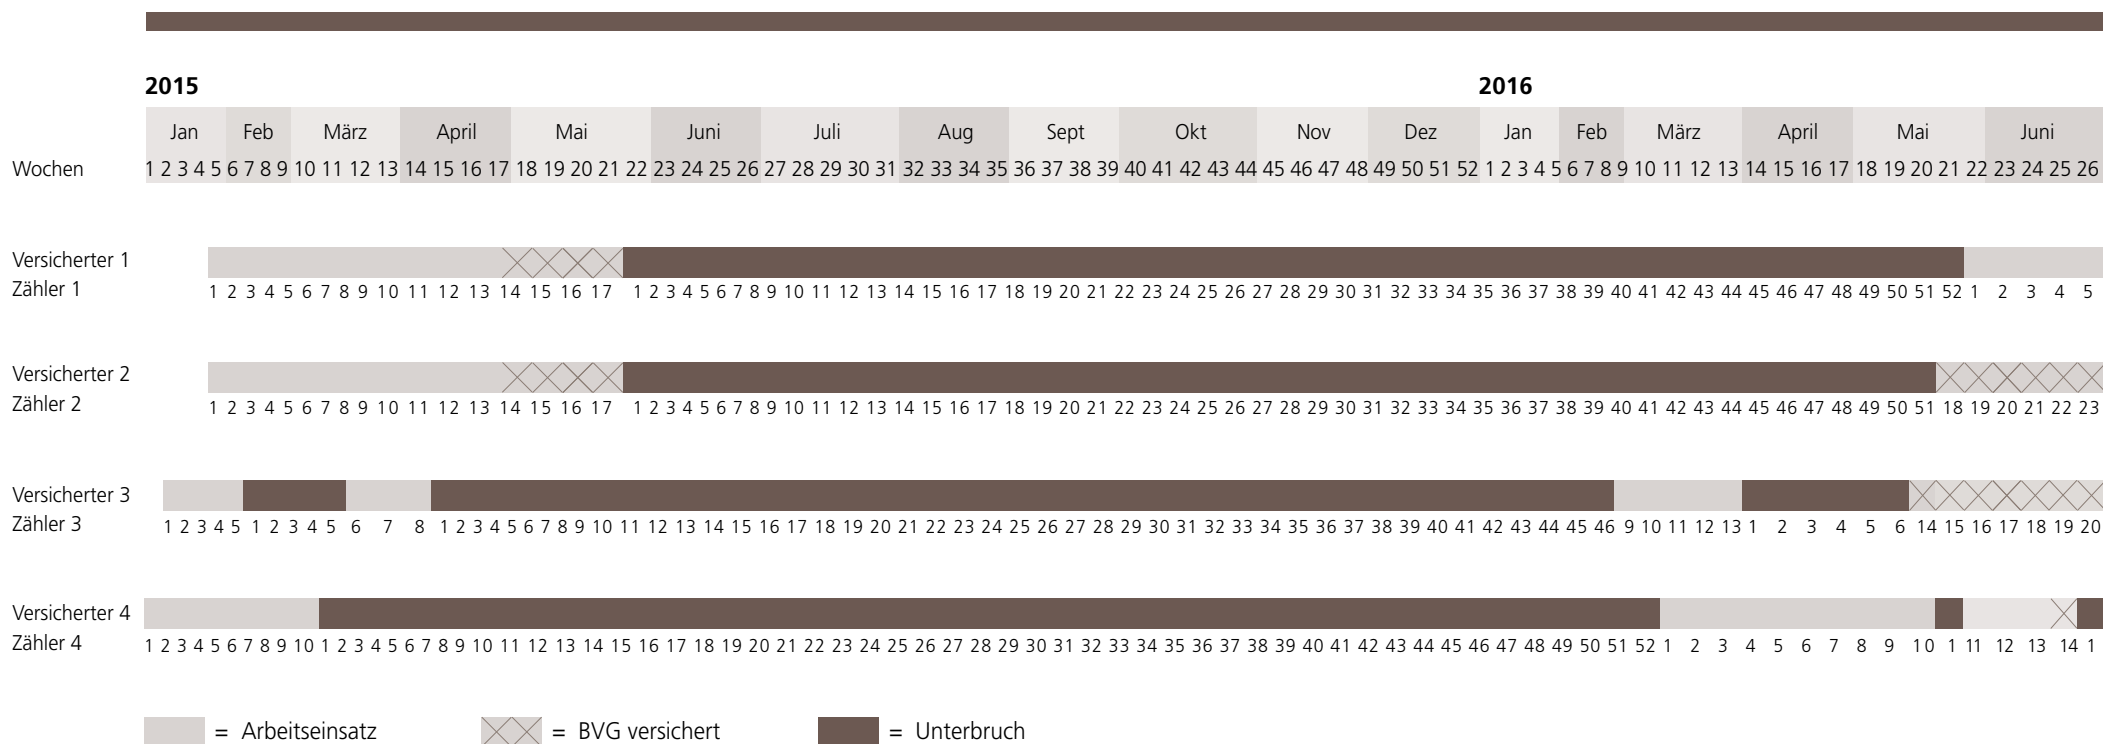 2015 2016
Jan Feb März April Mai Juni Juli Aug Sept Okt Nov Dez Jan Feb März April Mai Juni
Wochen 1 2 3 4 5 6 7 8 9 10 11 12 13 14 15 16 17 18 19 20 21 22 23 24 25 26 27 28 29 30 31 32 33 34 35 36 37 38 39 40 41 42 43 44 45 46 47 48 49 50 51 52 1 2 3 4 5 6 7 8 9 10 11 12 13 14 15 16 17 18 19 20 21 22 23 24 25 26
Versicherter 1
Zähler 1 1 2 3 4 5 6 7 8 9 10 11 12 13 14 15 16 17 1 2 3 4 5 6 7 8 9 10 11 12 13 14 15 16 17 18 19 20 21 22 23 24 25 26 27 28 29 30 31 32 33 34 35 36 37 38 39 40 41 42 43 44 45 46 47 48 49 50 51 52 1 2 3 4 5
Versicherter 2
Zähler 2 1 2 3 4 5 6 7 8 9 10 11 12 13 14 15 16 17 1 2 3 4 5 6 7 8 9 10 11 12 13 14 15 16 17 18 19 20 21 22 23 24 25 26 27 28 29 30 31 32 33 34 35 36 37 38 39 40 41 42 43 44 45 46 47 48 49 50 51 18 19 20 21 22 23
Versicherter 3
Zähler 3 1 2 3 4 5 1 2 3 4 5 6 7 8 1 2 3 4 5 6 7 8 9 10 11 12 13 14 15 16 17 18 19 20 21 22 23 24 25 26 27 28 29 30 31 32 33 34 35 36 37 38 39 40 41 42 43 44 45 46 9 10 11 12 13 1 2 3 4 5 6 14 15 16 17 18 19 20
Versicherter 4
Zähler 4 1 2 3 4 5 6 7 8 9 10 1 2 3 4 5 6 7 8 9 10 11 12 13 14 15 16 17 18 19 20 21 22 23 24 25 26 27 28 29 30 31 32 33 34 35 36 37 38 39 40 41 42 43 44 45 46 47 48 49 50 51 52 1 2 3 4 5 6 7 8 9 10 1 11 12 13 14 1
= Arbeitseinsatz = BVG versichert = Unterbruch